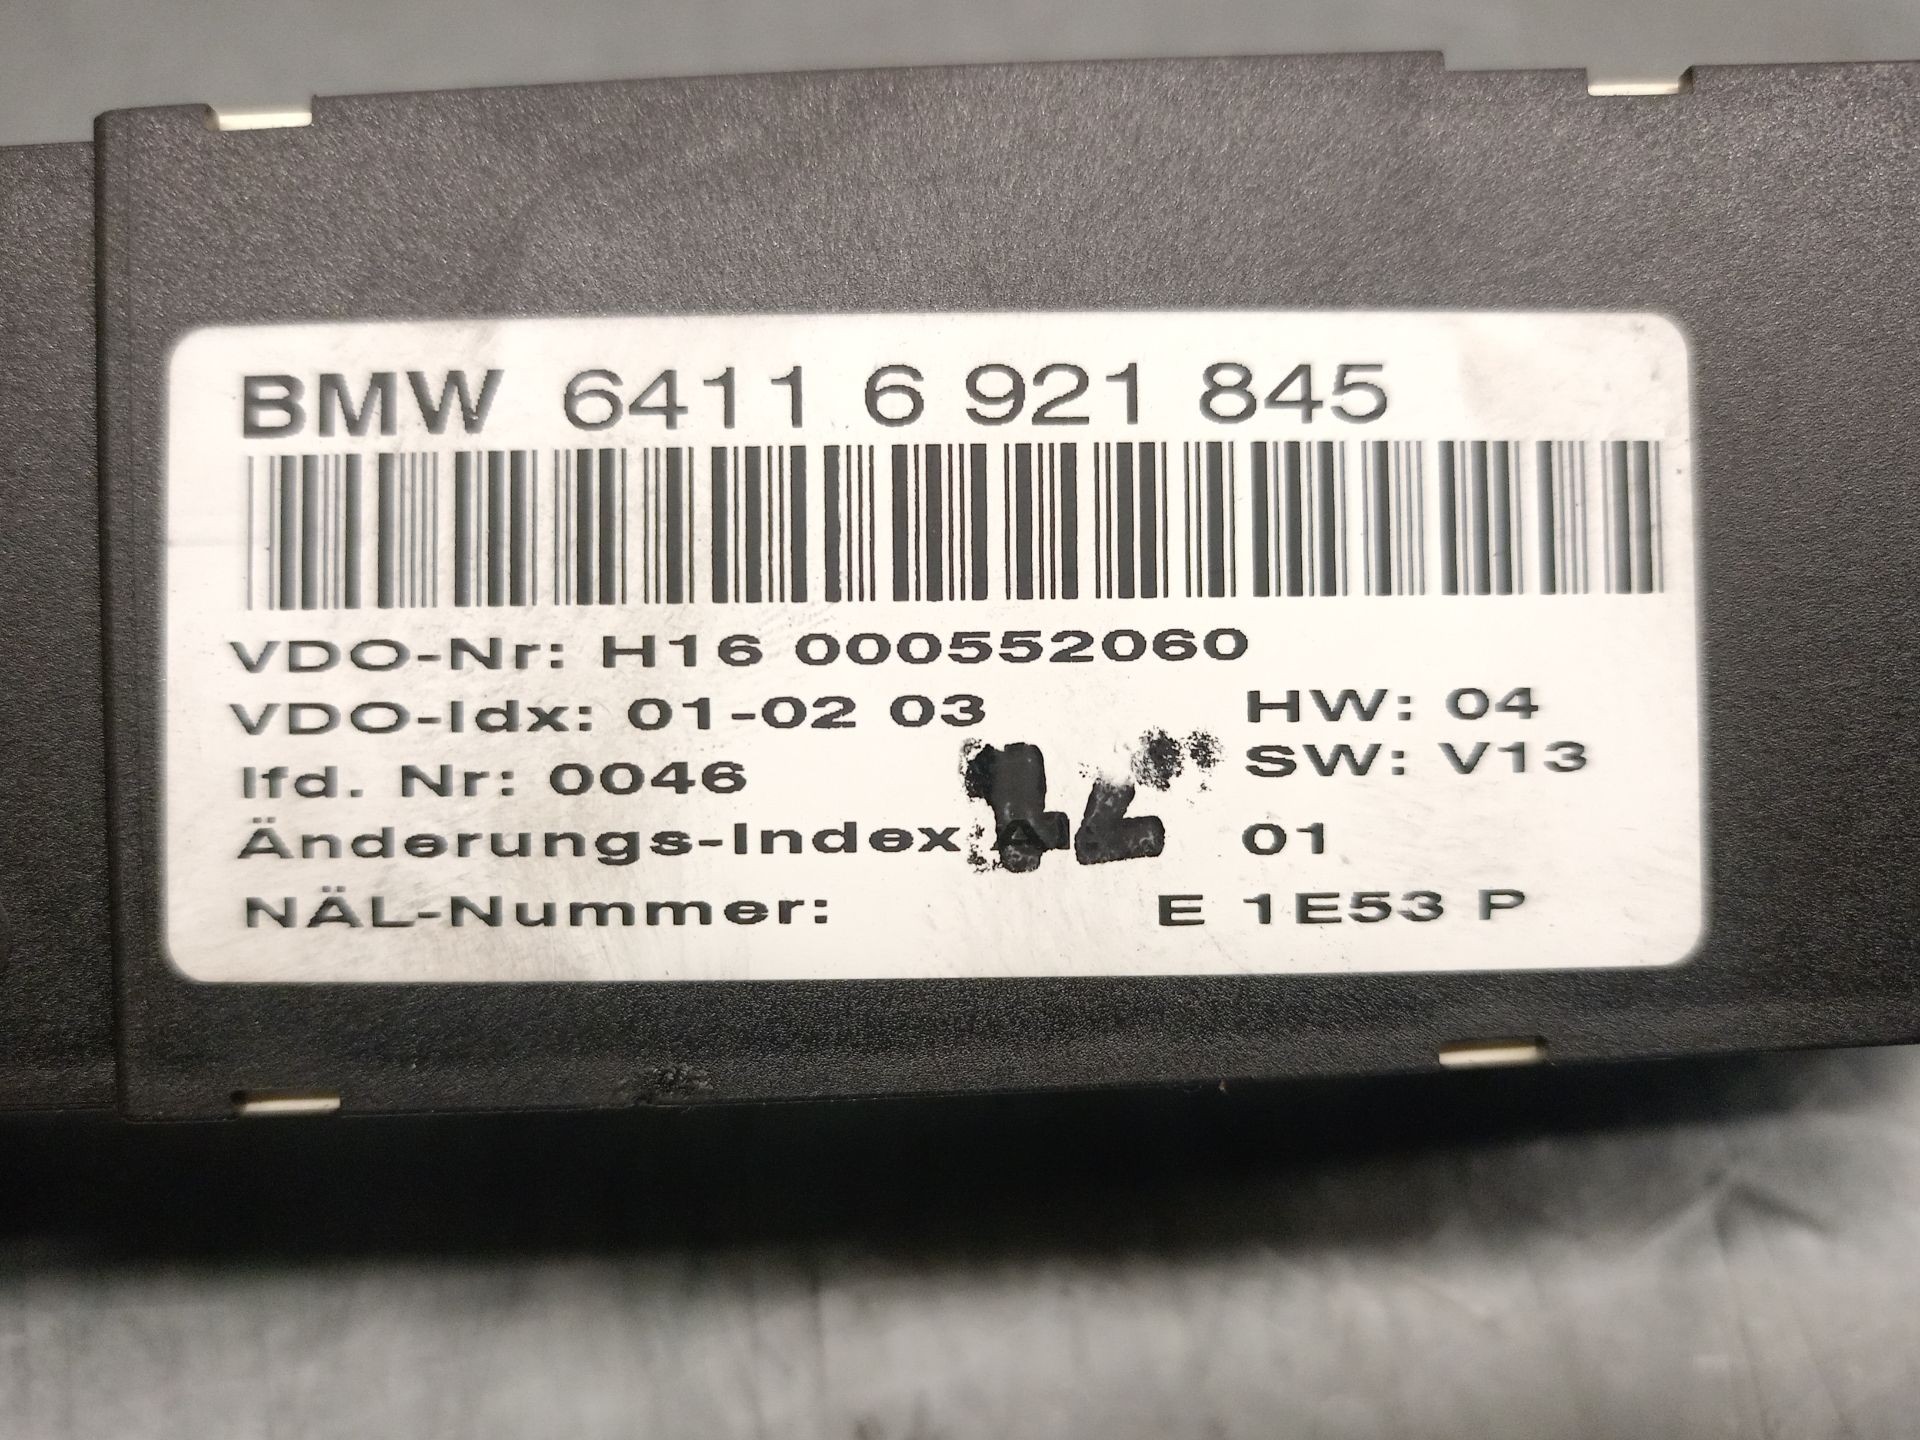 BMW 6411 6 921 845
VDO-Nr: H16 000552060
VDO-Idx: 01-02 03 HW: 04
lfd. Nr: 0046 SW: V13
Änderungs-Index 01
NÄL-Nummer: E 1E53 P